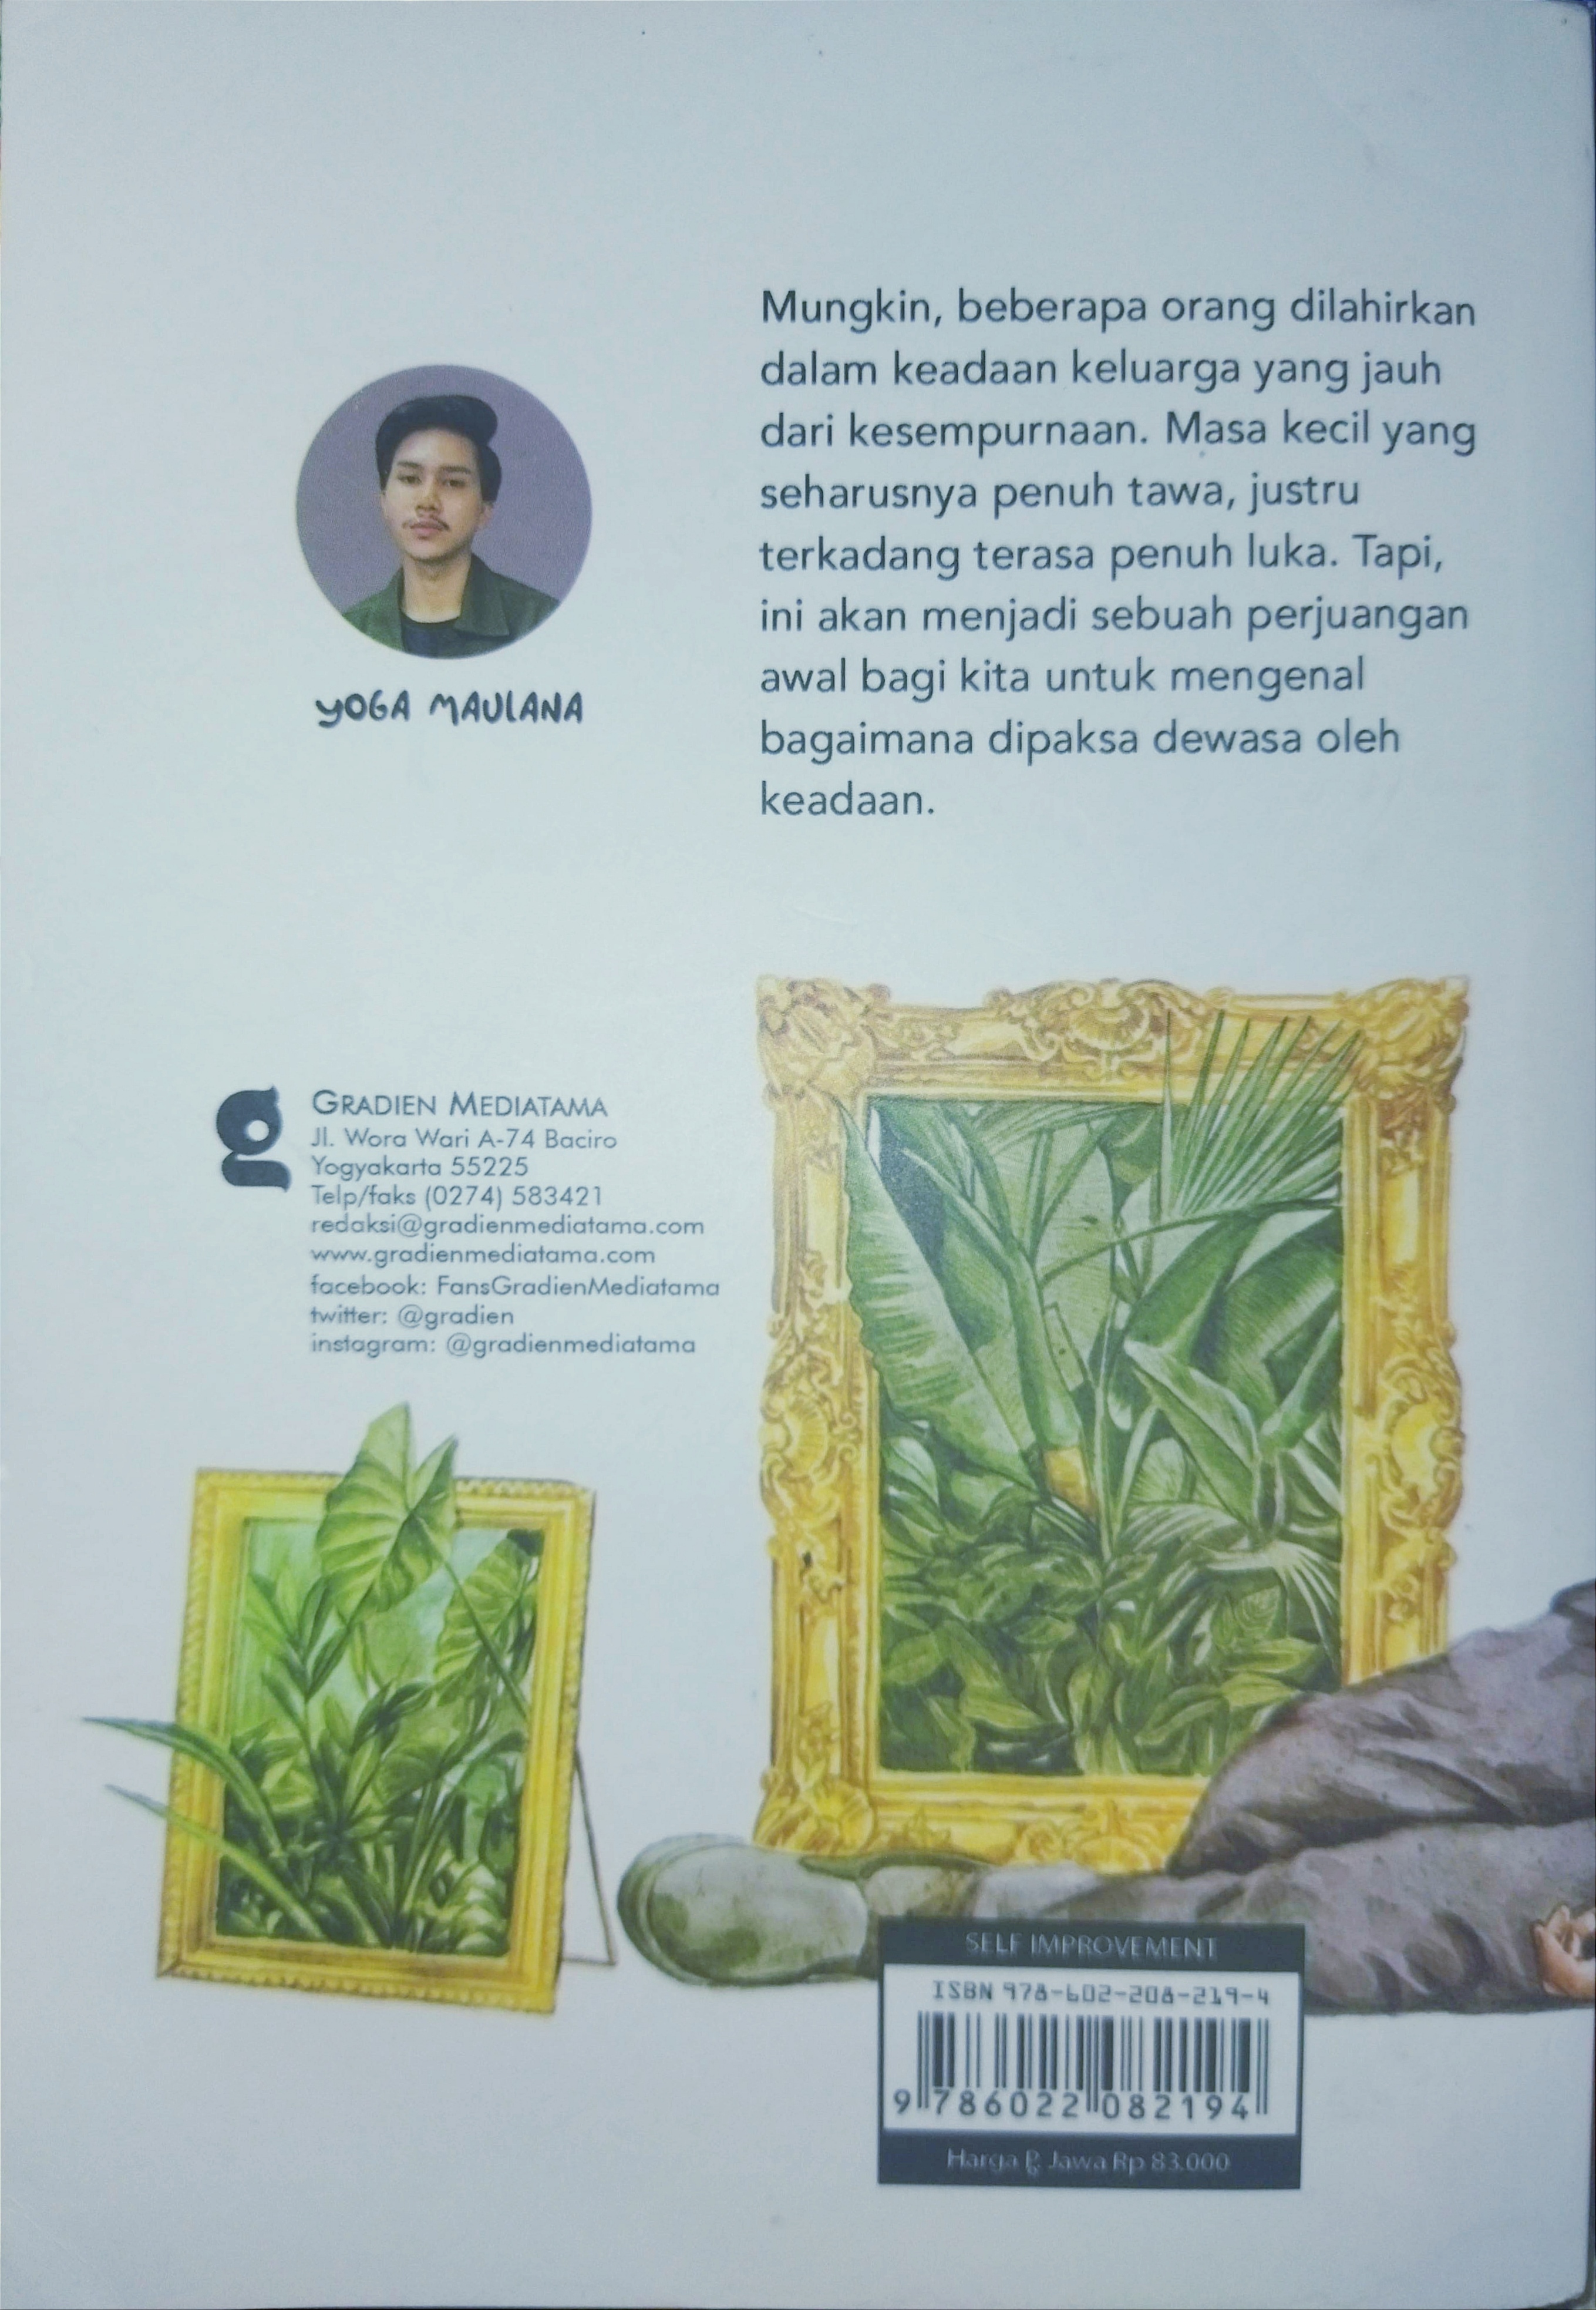 Mungkin, beberapa orang dilahirkan
dalam keadaan keluarga yang jauh
dari kesempurnaan. Masa kecil yang
seharusnya penuh tawa, justru
terkadang terasa penuh luka. Tapi,
ini akan menjadi sebuah perjuangan
awal bagi kita untuk mengenal
bagaimana dipaksa dewasa oleh
keadaan.
YOGA MAULANA
g
GRADIEN MEDIATAMA
Jl. Wora Wari A-74 Baciro
Yogyakarta 55225
Telp/faks (0274) 583421
redaksi@gradienmediatama.com
www.gradienmediatama.com
facebook: FansGradienMediatama
twitter: @gradien
instagram: @gradienmediatama
SELF IMPROVEMENT
ISBN 978-602-208-219-4
9 786022 082194
Harga P. Jawa Rp 83.000